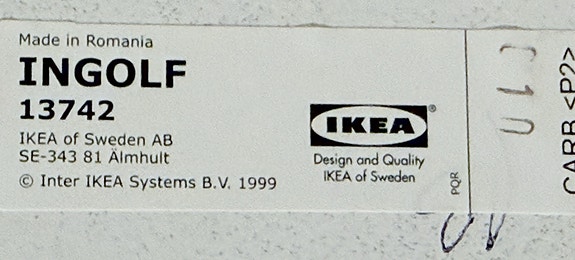 Made in Romania
INGOLF
13742
IKEA of Sweden AB
SE-343 81 Älmhult
© Inter IKEA Systems B.V. 1999
IKEA®
Design and Quality
IKEA of Sweden
PQR
CARB <P2>